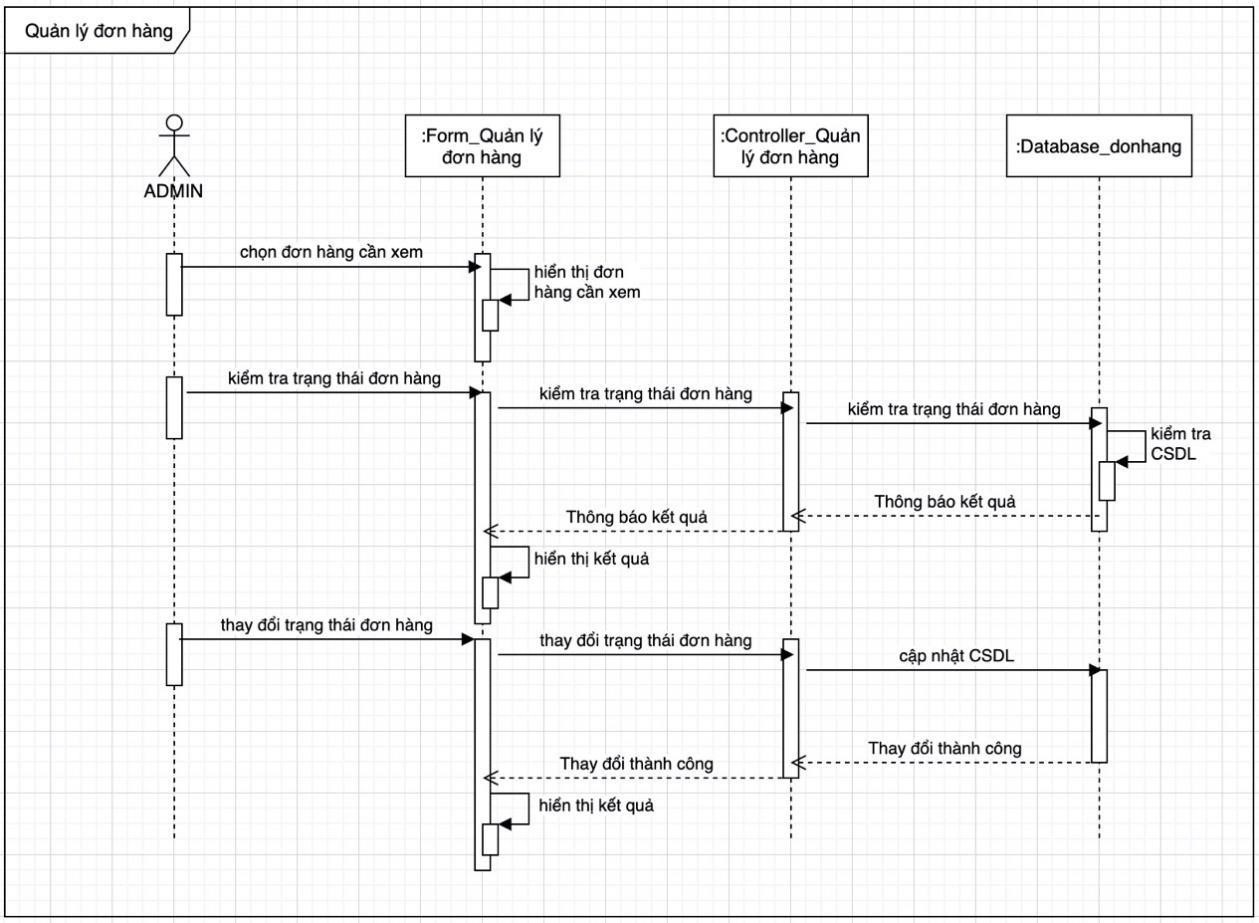 Quản lý đơn hàng
ADMIN
:Form_Quản lý
đơn hàng
:Controller_Quản
lý đơn hàng
:Database_donhang
chọn đơn hàng cần xem
hiển thị đơn
hàng cần xem
kiểm tra trạng thái đơn hàng
kiểm tra trạng thái đơn hàng
kiểm tra trạng thái đơn hàng
kiểm tra
CSDL
Thông báo kết quả
Thông báo kết quả
hiển thị kết quả
thay đổi trạng thái đơn hàng
thay đổi trạng thái đơn hàng
cập nhật CSDL
Thay đổi thành công
Thay đổi thành công
hiển thị kết quả